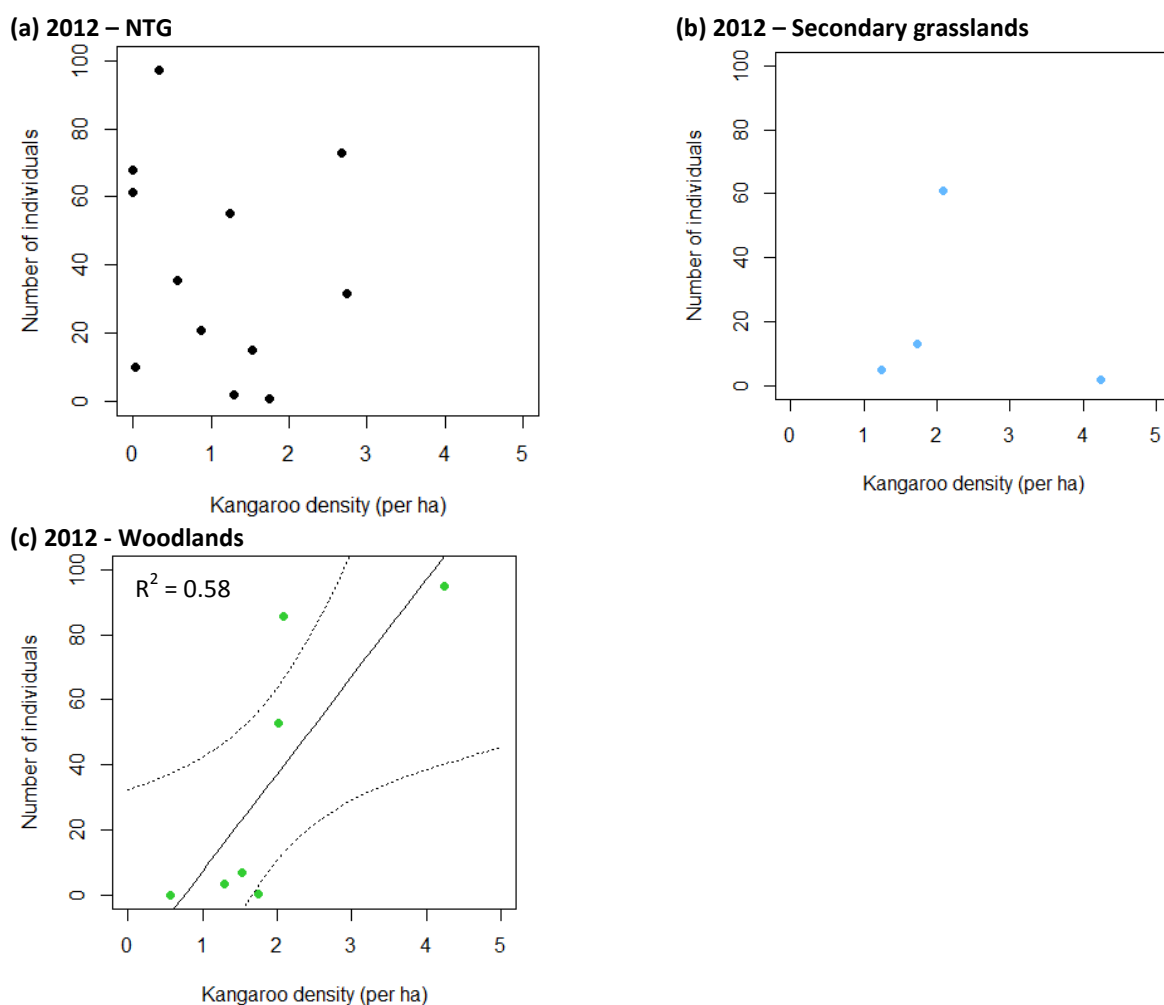 (a) 2012 – NTG
100
80
60
40
20
0
Number of individuals
0 1 2 3 4 5
Kangaroo density (per ha)
(b) 2012 – Secondary grasslands
100
80
60
40
20
0
Number of individuals
0 1 2 3 4 5
Kangaroo density (per ha)
(c) 2012 - Woodlands
R² = 0.58
100
80
60
40
20
0
Number of individuals
0 1 2 3 4 5
Kangaroo density (per ha)